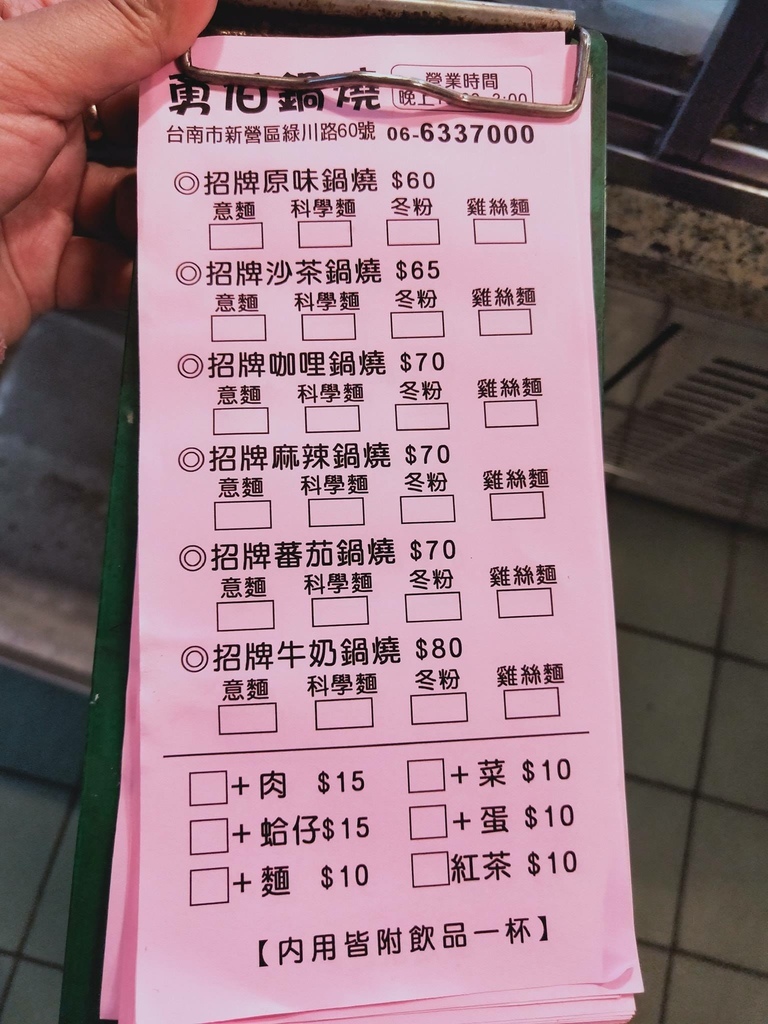 勇伯鍋燒
營業時間
晚上
台南市新營區綠川路60號 06-6337000
◎招牌原味鍋燒 $60
意麵 科學麵 冬粉 雞絲麵
◎招牌沙茶鍋燒 $65
意麵 科學麵 冬粉 雞絲麵
◎招牌咖哩鍋燒 $70
意麵 科學麵 冬粉 雞絲麵
◎招牌麻辣鍋燒 $70
意麵 科學麵 冬粉 雞絲麵
◎招牌蕃茄鍋燒 $70
意麵 科學麵 冬粉 雞絲麵
◎招牌牛奶鍋燒 $80
意麵 科學麵 冬粉 雞絲麵
□+肉 $15 □+菜 $10
□+蛤仔$15 □+蛋 $10
□+麵 $10 □紅茶 $10
【內用皆附飲品一杯】